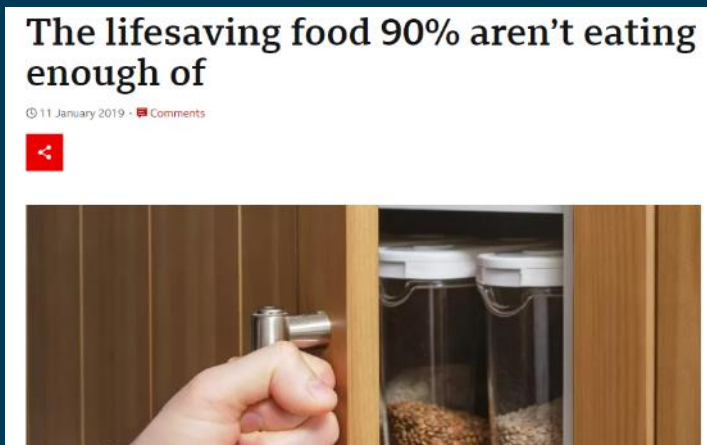 The lifesaving food 90% aren't eating
enough of
11 January 2019 · Comments